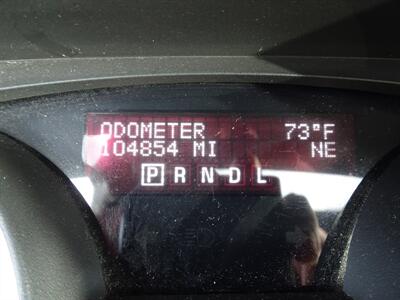 ODOMETER 73°F
104854 MI NE
P R N D L